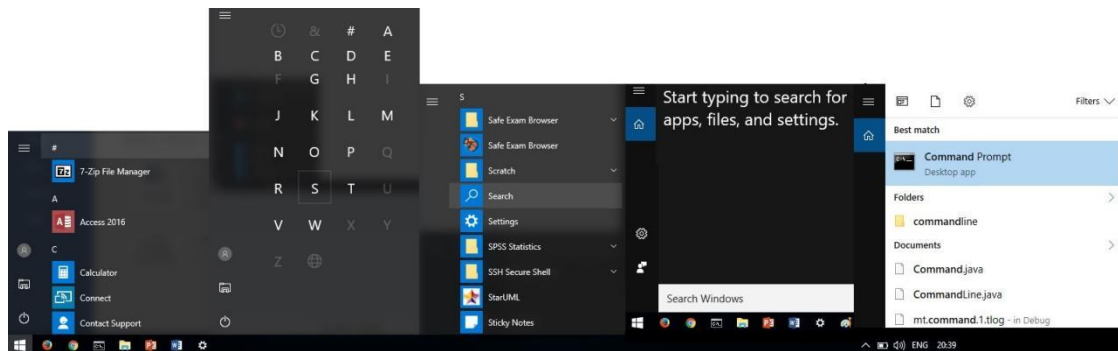 #
7-Zip File Manager
A
Access 2016
C
Calculator
Connect
Contact Support
& # A
B C D E
F G H I
J K L M
N O P Q
R S T U
V W X Y
Z
S
Safe Exam Browser
Safe Exam Browser
Scratch
Search
Settings
SPSS Statistics
SSH Secure Shell
StarUML
Sticky Notes
Start typing to search for
apps, files, and settings.
Search Windows
Filters
Best match
Command Prompt
Desktop app
Folders
commandline
Documents
Command.java
CommandLine.java
mt.command.1.tlog - in Debug
ENG 20:39